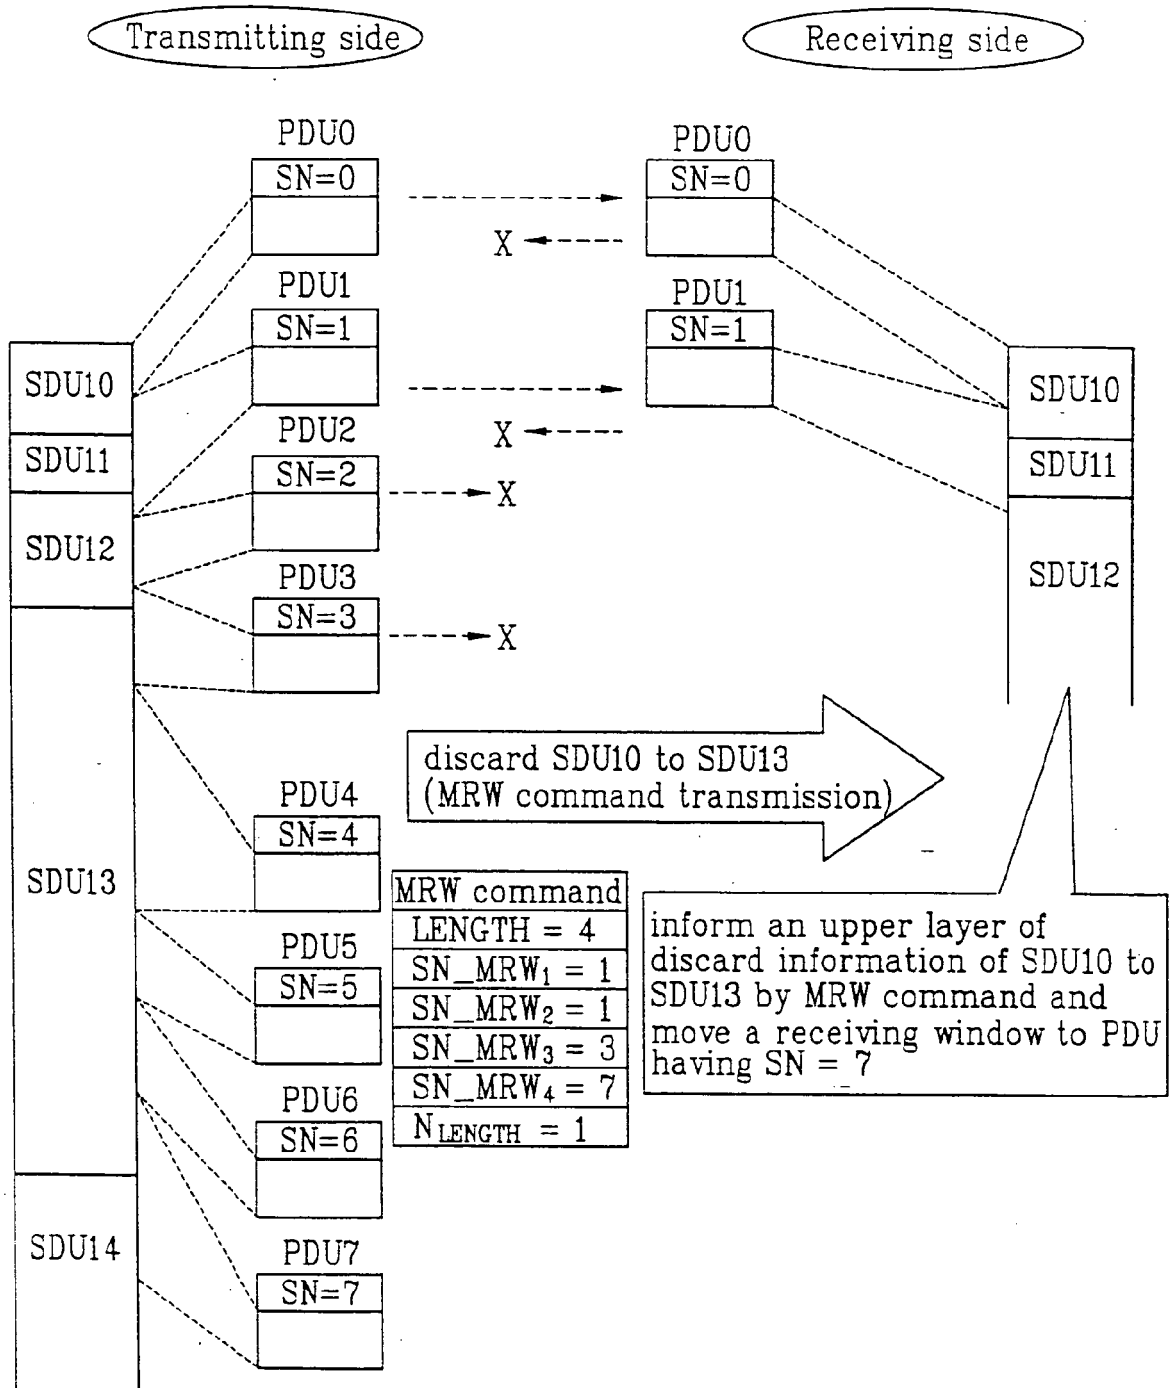 Transmitting side
Receiving side
PDU0
SN=0
X
PDU1
SN=1
X
PDU2
SN=2
X
PDU3
SN=3
X
PDU4
SN=4
PDU5
SN=5
PDU6
SN=6
PDU7
SN=7
SDU10
SDU11
SDU12
SDU13
SDU14
PDU0
SN=0
PDU1
SN=1
SDU10
SDU11
SDU12
discard SDU10 to SDU13
(MRW command transmission)
MRW command
LENGTH = 4
SN_MRW1 = 1
SN_MRW2 = 1
SN_MRW3 = 3
SN_MRW4 = 7
NLENGTH = 1
inform an upper layer of
discard information of SDU10 to
SDU13 by MRW command and
move a receiving window to PDU
having SN = 7